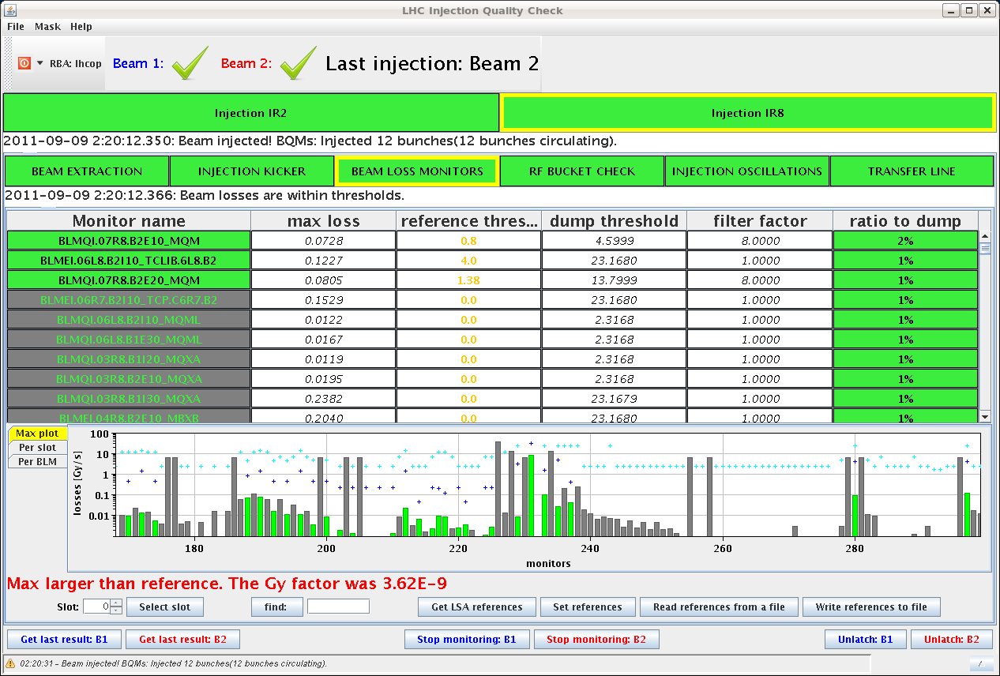 LHC Injection Quality Check
File Mask Help
RBA: lhcop Beam 1: Beam 2: Last injection: Beam 2
Injection IR2 Injection IR8
2011-09-09 2:20:12.350: Beam injected! BQMs: Injected 12 bunches(12 bunches circulating).
BEAM EXTRACTION INJECTION KICKER BEAM LOSS MONITORS RF BUCKET CHECK INJECTION OSCILLATIONS TRANSFER LINE
2011-09-09 2:20:12.366: Beam losses are within thresholds.
Monitor name max loss reference thres... dump threshold filter factor ratio to dump
BLMQI.07R8.B2E10_MQM 0.0728 0.8 4.5999 8.0000 2%
BLMEI.06L8.B2I10_TCLIB.6L8.B2 0.1227 4.0 23.1680 1.0000 1%
BLMQI.07R8.B2E20_MQM 0.0805 1.38 13.7999 8.0000 1%
BLMEI.06R7.B2I10_TCP.C6R7.B2 0.1529 0.0 23.1680 1.0000 1%
BLMQI.06L8.B2I10_MQML 0.0122 0.0 2.3168 1.0000 1%
BLMQI.06L8.B1E30_MQML 0.0167 0.0 2.3168 1.0000 1%
BLMQI.03R8.B1I20_MQXA 0.0119 0.0 2.3168 1.0000 1%
BLMQI.03R8.B2E10_MQXA 0.0195 0.0 2.3168 1.0000 1%
BLMQI.03R8.B1I30_MQXA 0.2382 0.0 23.1679 1.0000 1%
BLMEI.04R8.B2E10_MBXB 0.2040 0.0 23.1680 1.0000 1%
Max plot
Per slot
Per BLM
losses [Gy/s]
100
10
1
0.1
0.01
180 200 220 240 260 280
monitors
Max larger than reference. The Gy factor was 3.62E-9
Slot: 0 Select slot find: Get LSA references Set references Read references from a file Write references to file
Get last result: B1 Get last result: B2 Stop monitoring: B1 Stop monitoring: B2 Unlatch: B1 Unlatch: B2
02:20:31 - Beam injected! BQMs: Injected 12 bunches(12 bunches circulating).